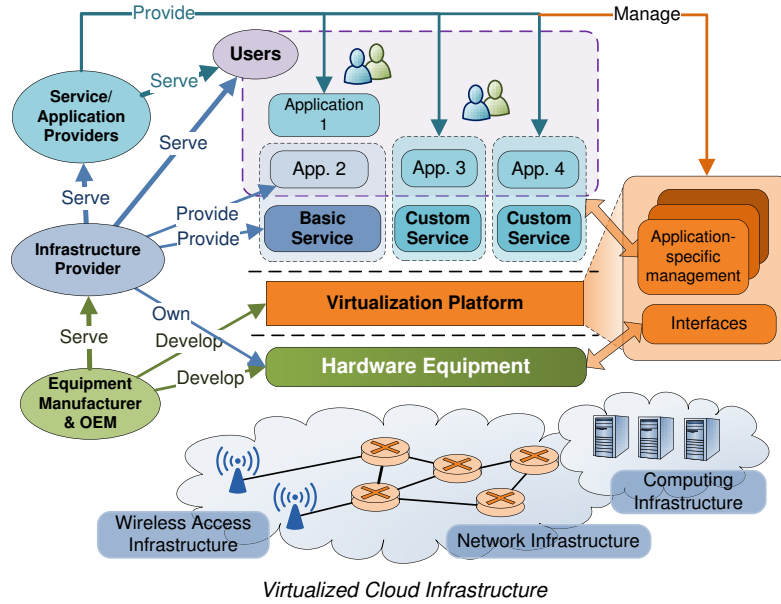 Provide
Manage
Users
Serve
Service/
Application
Providers
Application
1
Serve
App. 2
App. 3
App. 4
Serve
Provide
Provide
Basic
Service
Custom
Service
Custom
Service
Application-
specific
management
Infrastructure
Provider
Own
Virtualization Platform
Interfaces
Serve
Develop
Develop
Hardware Equipment
Equipment
Manufacturer
& OEM
Computing
Infrastructure
Wireless Access
Infrastructure
Network Infrastructure
Virtualized Cloud Infrastructure